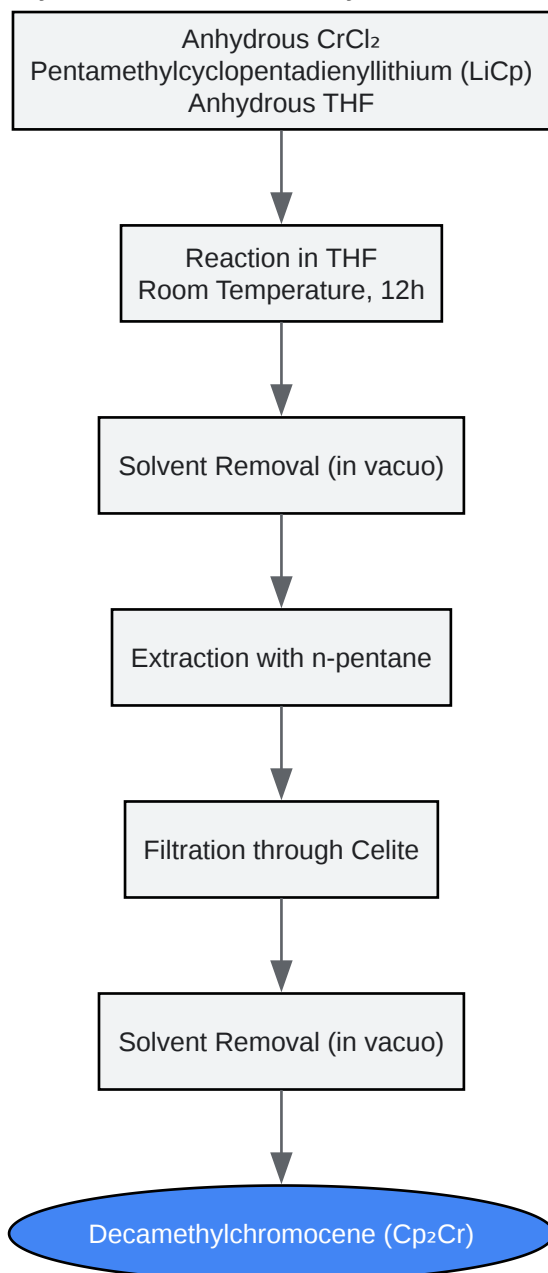 Anhydrous CrCl₂
Pentamethylcyclopentadienyllithium (LiCp)
Anhydrous THF
Reaction in THF
Room Temperature, 12h
Solvent Removal (in vacuo)
Extraction with n-pentane
Filtration through Celite
Solvent Removal (in vacuo)
Decamethylchromocene (Cp₂Cr)